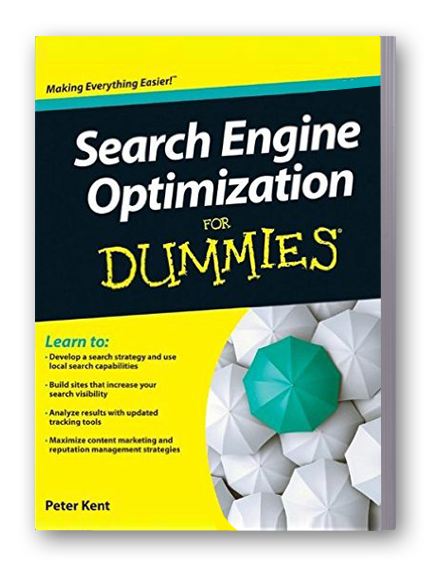 Making Everything Easier!™
Search Engine
Optimization
FOR
DUMMIES®
Learn to:
• Develop a search strategy and use
local search capabilities
• Build sites that increase your
search visibility
• Analyze results with updated
tracking tools
• Maximize content marketing and
reputation management strategies
Peter Kent